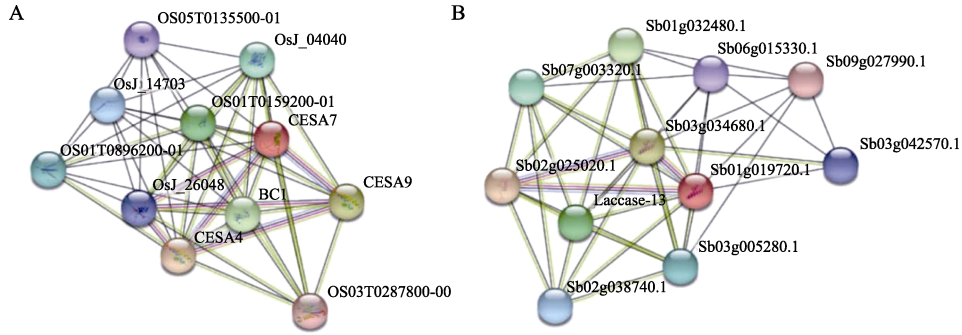 A
OS05T0135500-01
OsJ_04040
OsJ_14703
OS01T0159200-01
CESA7
OS01T0896200-01
OsJ_26048
BC1
CESA9
CESA4
OS03T0287800-00
B
Sb01g032480.1
Sb06g015330.1
Sb09g027990.1
Sb07g003320.1
Sb03g034680.1
Sb03g042570.1
Sb02g025020.1
Sb01g019720.1
Laccase-13
Sb03g005280.1
Sb02g038740.1